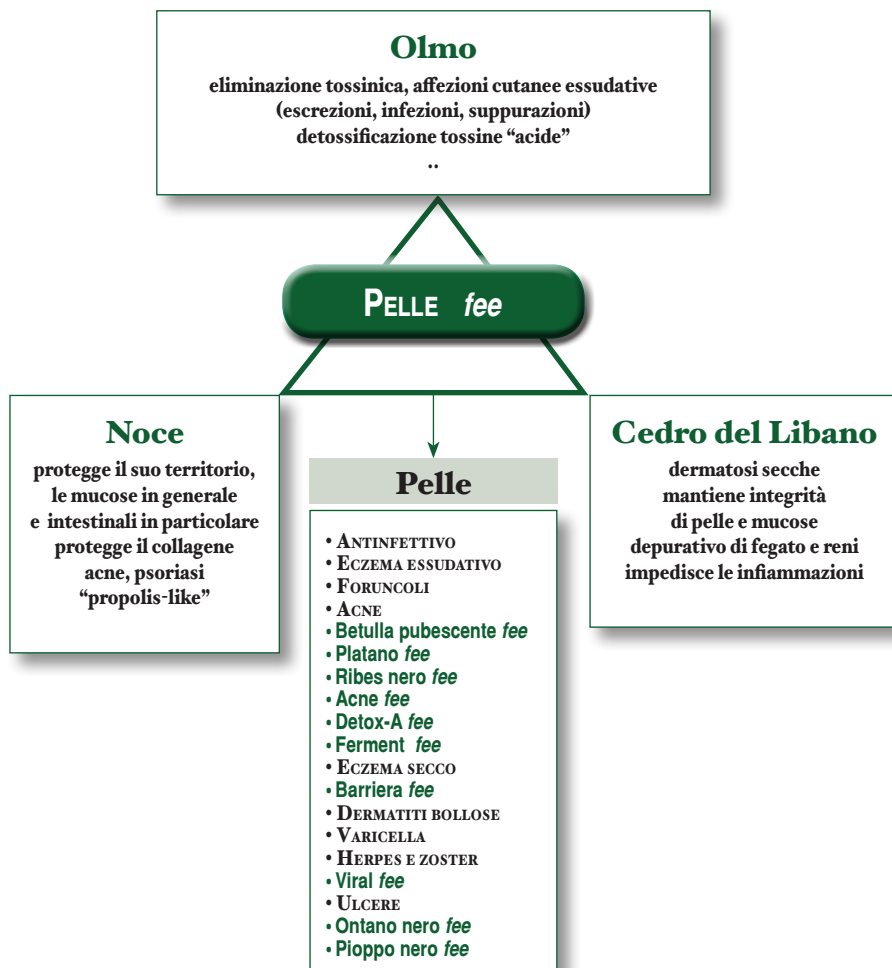 Olmo
eliminazione tossinica, affezioni cutanee essudative
(escrezioni, infezioni, suppurazioni)
detossificazione tossine “acide”
..
PELLE fee
Noce
protegge il suo territorio,
le mucose in generale
e intestinali in particolare
protegge il collagene
acne, psoriasi
“propolis-like”
Cedro del Libano
dermatosi secche
mantiene integrità
di pelle e mucose
depurativo di fegato e reni
impedisce le infiammazioni
Pelle
• ANTINFETTIVO
• ECZEMA ESSUDATIVO
• FORUNCOLI
• ACNE
• Betulla pubescente fee
• Platano fee
• Ribes nero fee
• Acne fee
• Detox-A fee
• Ferment fee
• ECZEMA SECCO
• Barriera fee
• DERMATITI BOLLOSE
• VARICELLA
• HERPES E ZOSTER
• Viral fee
• ULCERE
• Ontano nero fee
• Pioppo nero fee